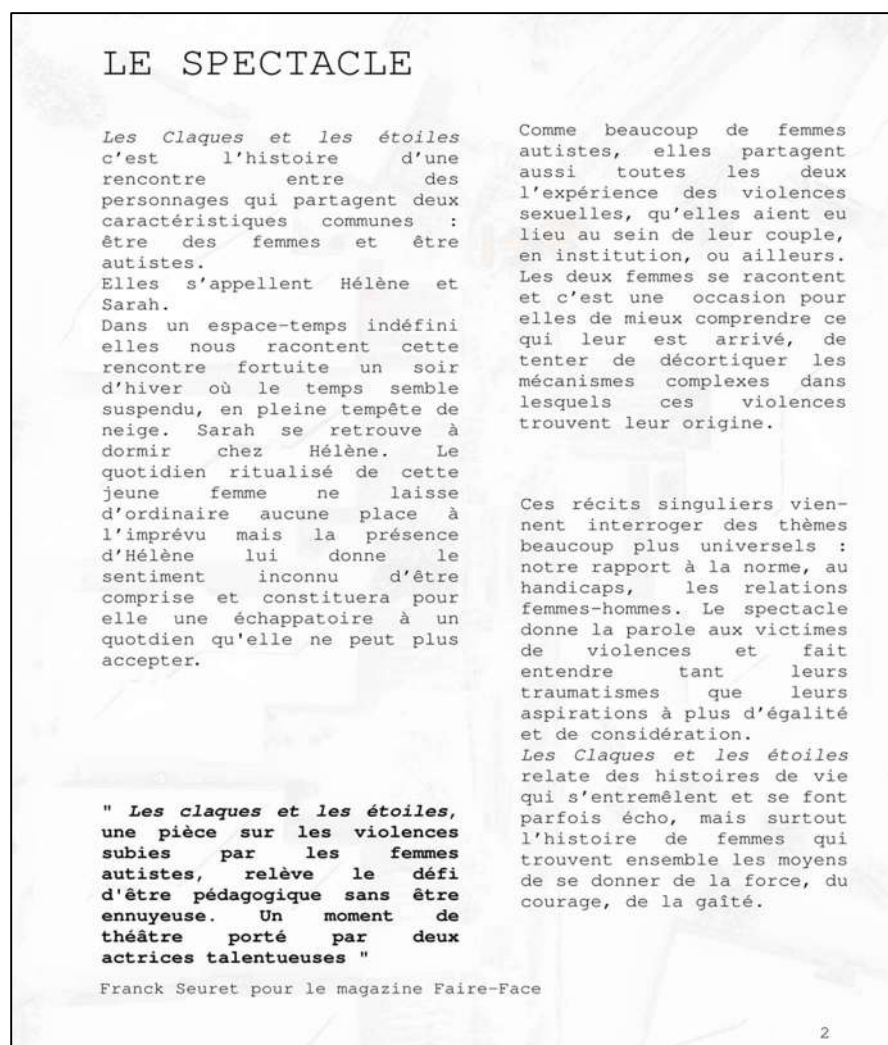 LE SPECTACLE
Les Claques et les étoiles
c’est l’histoire d’une
rencontre entre des
personnages qui partagent deux
caractéristiques communes :
être des femmes et être
autistes.
Elles s’appellent Hélène et
Sarah.
Dans un espace-temps indéfini
elles nous racontent cette
rencontre fortuite un soir
d’hiver où le temps semble
suspendu, en pleine tempête de
neige. Sarah se retrouve à
dormir chez Hélène. Le
quotidien ritualisé de cette
jeune femme ne laisse
d’ordinaire aucune place à
l’imprévu mais la présence
d’Hélène lui donne le
sentiment inconnu d’être
comprise et constituera pour
elle une échappatoire à un
quotdien qu'elle ne peut plus
accepter.
" Les claques et les étoiles,
une pièce sur les violences
subies par les femmes
autistes, relève le défi
d'être pédagogique sans être
ennuyeuse. Un moment de
théâtre porté par deux
actrices talentueuses "
Franck Seuret pour le magazine Faire-Face
Comme beaucoup de femmes
autistes, elles partagent
aussi toutes les deux
l’expérience des violences
sexuelles, qu’elles aient eu
lieu au sein de leur couple,
en institution, ou ailleurs.
Les deux femmes se racontent
et c’est une occasion pour
elles de mieux comprendre ce
qui leur est arrivé, de
tenter de décortiquer les
mécanismes complexes dans
lesquels ces violences
trouvent leur origine.
Ces récits singuliers vien-
nent interroger des thèmes
beaucoup plus universels :
notre rapport à la norme, au
handicaps, les relations
femmes-hommes. Le spectacle
donne la parole aux victimes
de violences et fait
entendre tant leurs
traumatismes que leurs
aspirations à plus d’égalité
et de considération.
Les Claques et les étoiles
relate des histoires de vie
qui s’entremêlent et se font
parfois écho, mais surtout
l’histoire de femmes qui
trouvent ensemble les moyens
de se donner de la force, du
courage, de la gaîté.
2